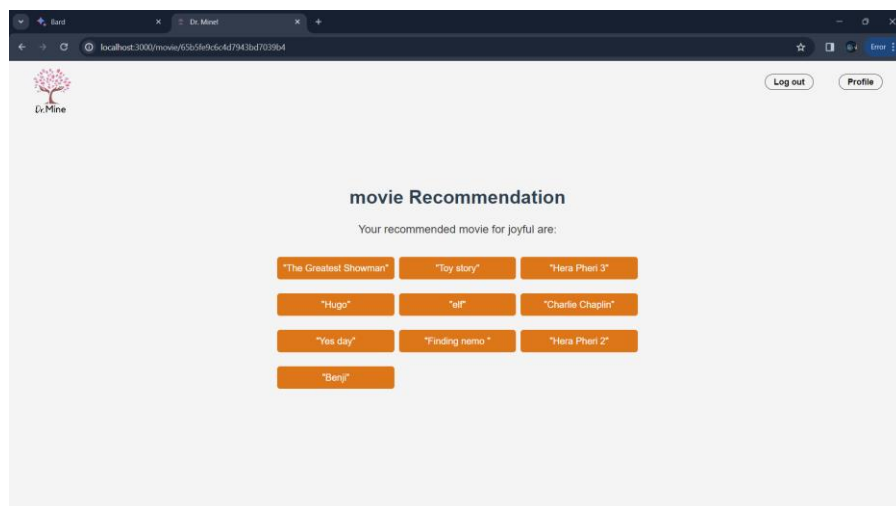 Bard
Dr. Mine!
localhost:3000/movie/65b5fe9c6c4d7943bd7039b4
Error
Dr.Mine
Log out
Profile
movie Recommendation
Your recommended movie for joyful are:
"The Greatest Showman" "Toy story" "Hera Pheri 3"
"Hugo" "elf" "Charlie Chaplin"
"Yes day" "Finding nemo " "Hera Pheri 2"
"Benji"